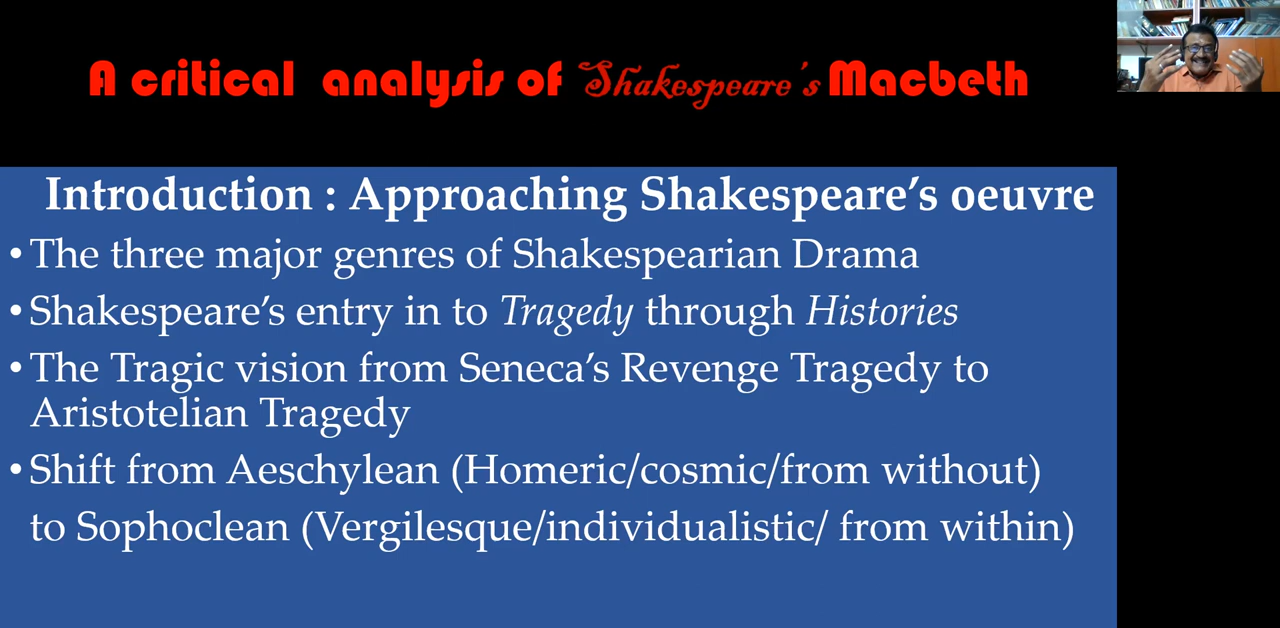 A critical analysis of Shakespeare's Macbeth
Introduction : Approaching Shakespeare’s oeuvre
• The three major genres of Shakespearian Drama
• Shakespeare’s entry in to Tragedy through Histories
• The Tragic vision from Seneca’s Revenge Tragedy to
Aristotelian Tragedy
• Shift from Aeschylean (Homeric/cosmic/from without)
to Sophoclean (Vergilesque/individualistic/ from within)